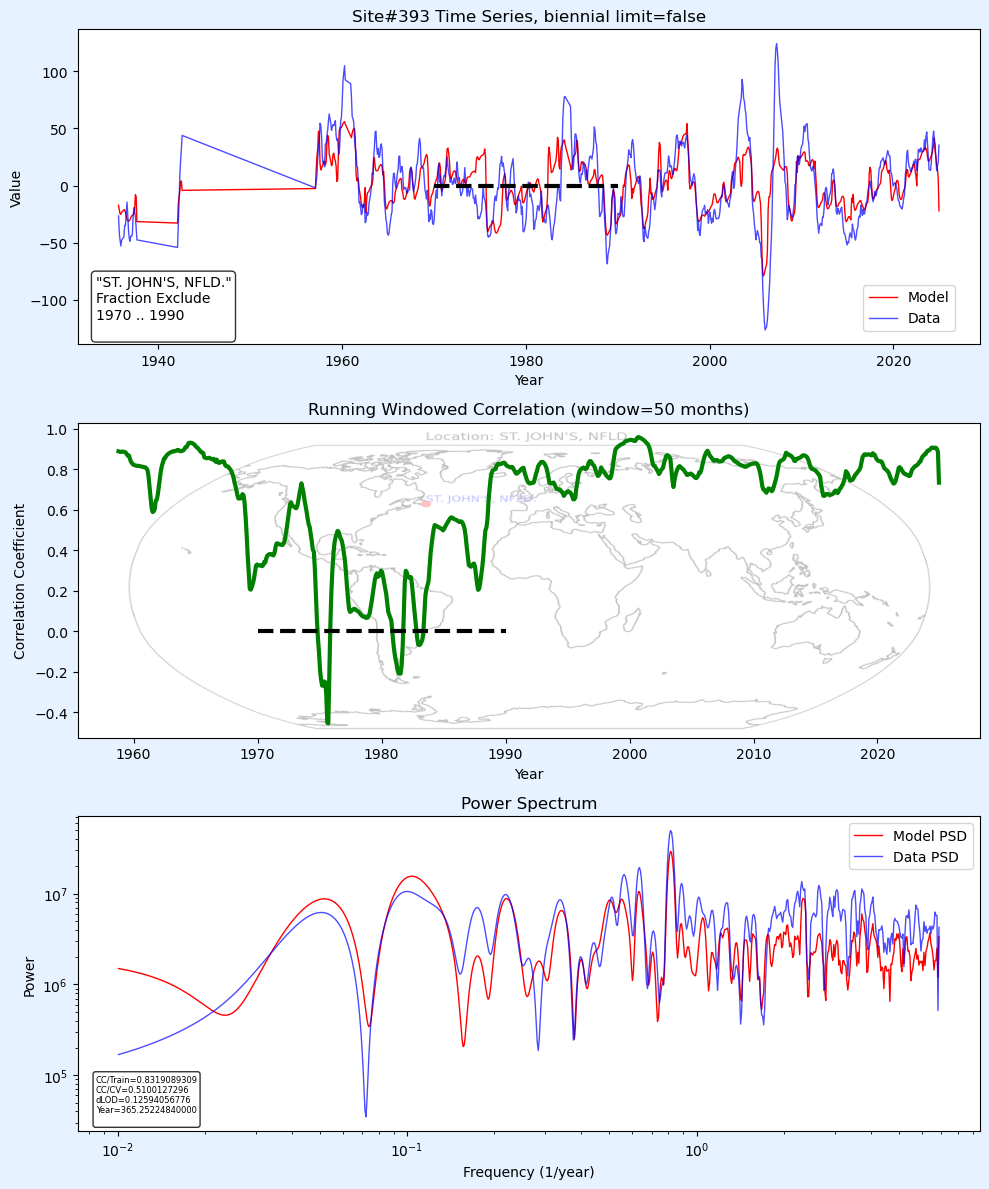 Site#393 Time Series, biennial limit=false
100
50
0
−50
−100
Value
"ST. JOHN'S, NFLD."
Fraction Exclude
1970 .. 1990
Model
Data
1940
1960
1980
2000
2020
Year
Running Windowed Correlation (window=50 months)
Location: ST. JOHN'S, NFLD.
ST. JOHN'S, NFLD.
1.0
0.8
0.6
0.4
0.2
0.0
−0.2
−0.4
Correlation Coefficient
1960
1970
1980
1990
2000
2010
2020
Year
Power Spectrum
Model PSD
Data PSD
10^7
10^6
10^5
Power
CC/Train=0.8319089309
CC/CV=0.5100127296
dLOD=0.12594056776
Year=365.25224840000
10^−2
10^−1
10^0
Frequency (1/year)